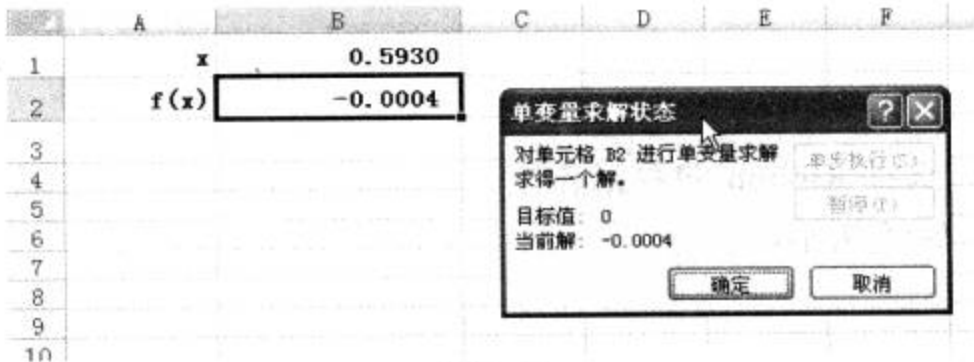 A B C D E F
1 x 0.5930
2 f(x) -0.0004
3
4
5
6
7
8
9
10
单变量求解状态
对单元格 B2 进行单变量求解
求得一个解。
目标值: 0
当前解: -0.0004
确定 取消